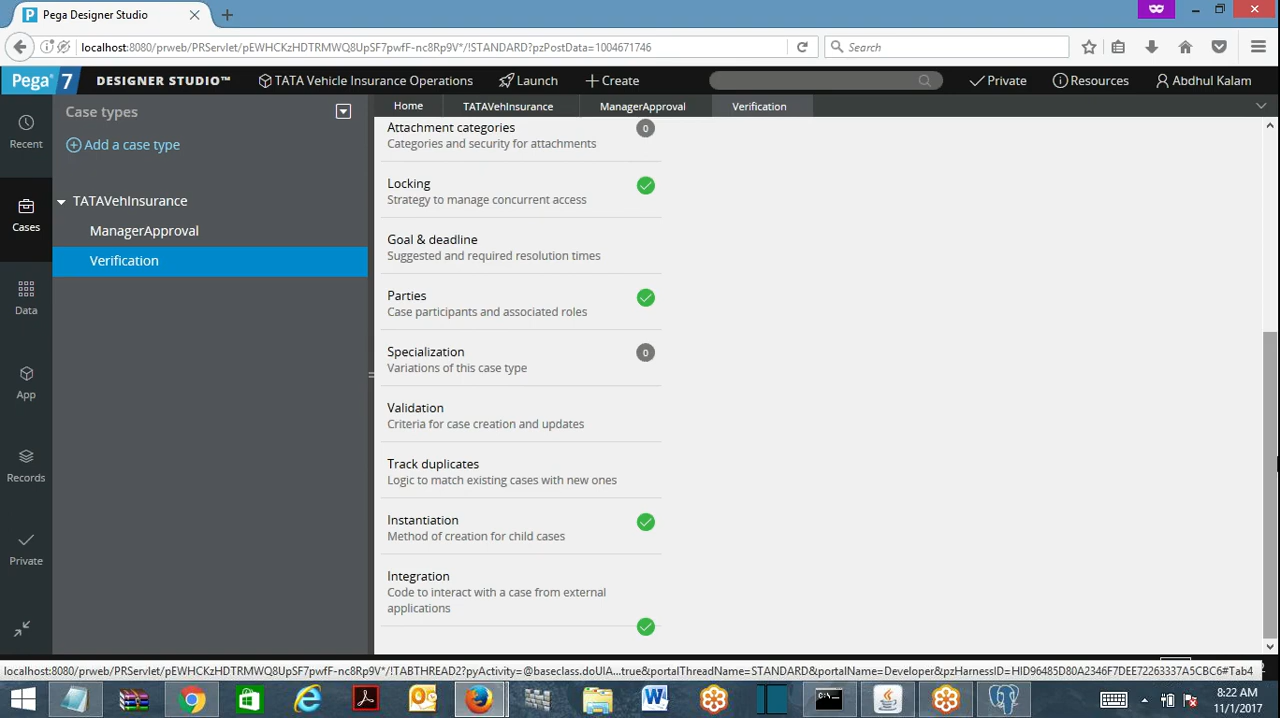 Pega Designer Studio
localhost:8080/prweb/PRServlet/pEWHCKzHDTRMWQ8UpSF7pwfF-nc8Rp9V*/!STANDARD?pzPostData=1004671746
Search
Pega 7
DESIGNER STUDIO™
TATA Vehicle Insurance Operations
Launch
Create
Private
Resources
Abdhul Kalam
Recent
Cases
Data
App
Records
Private
Case types
Add a case type
TATAVehInsurance
ManagerApproval
Verification
Home
TATAVehInsurance
ManagerApproval
Verification
Attachment categories
0
Categories and security for attachments
Locking
Strategy to manage concurrent access
Goal & deadline
Suggested and required resolution times
Parties
Case participants and associated roles
Specialization
0
Variations of this case type
Validation
Criteria for case creation and updates
Track duplicates
Logic to match existing cases with new ones
Instantiation
Method of creation for child cases
Integration
Code to interact with a case from external
applications
localhost:8080/prweb/PRServlet/pEWHCKzHDTRMWQ8UpSF7pwfF-nc8Rp9V*/!TABTHREAD2?pyActivity=@baseclass.doUIA...true&portalThreadName=STANDARD&portalName=Developer&pzHarnessID=HID96485D80A2346F7DEE72263337A5CBC6#Tab4
8:22 AM
11/1/2017